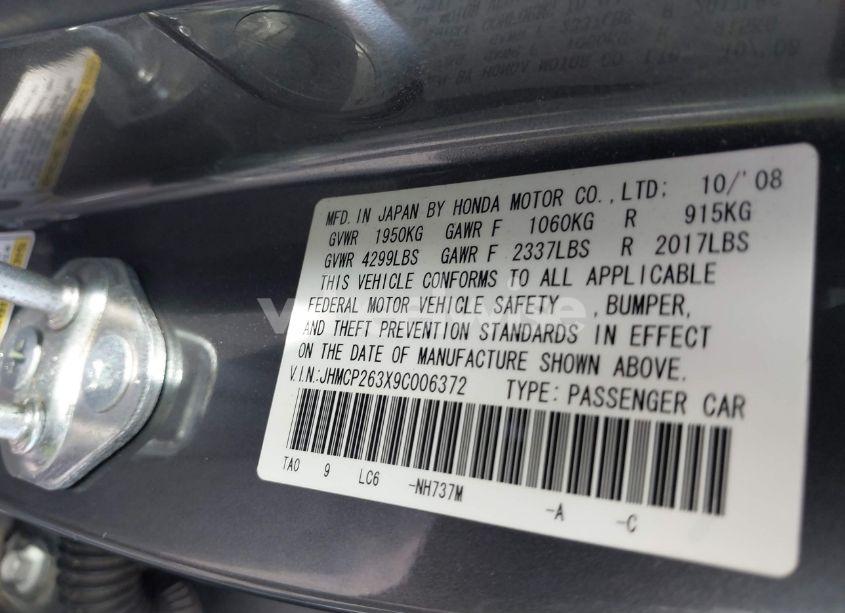 MFD. IN JAPAN BY HONDA MOTOR CO., LTD; 10/'08
GVWR 1950KG GAWR F 1060KG R 915KG
GVWR 4299LBS GAWR F 2337LBS R 2017LBS
THIS VEHICLE CONFORMS TO ALL APPLICABLE
FEDERAL MOTOR VEHICLE SAFETY , BUMPER,
AND THEFT PREVENTION STANDARDS IN EFFECT
ON THE DATE OF MANUFACTURE SHOWN ABOVE.
V.I.N:JHMCP263X9C006372 TYPE: PASSENGER CAR
TA0 9 LC6 -NH737M -A -C